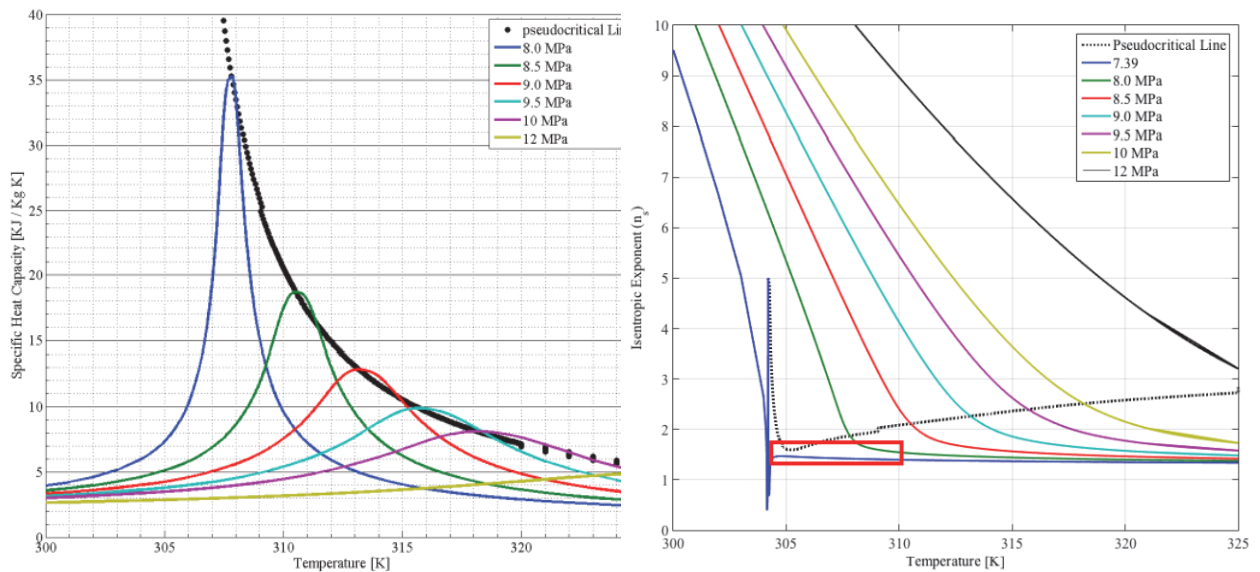 40
35
30
25
20
15
10
5
0
Specific Heat Capacity [KJ / Kg K]
300
305
310
315
320
Temperature [K]
pseudocritical Li
8.0 MPa
8.5 MPa
9.0 MPa
9.5 MPa
10 MPa
12 MPa
10
9
8
7
6
5
4
3
2
1
0
Isentropic Exponent (ns)
300
305
310
315
320
325
Temperature [K]
Pseudocritical Line
7.39
8.0 MPa
8.5 MPa
9.0 MPa
9.5 MPa
10 MPa
12 MPa